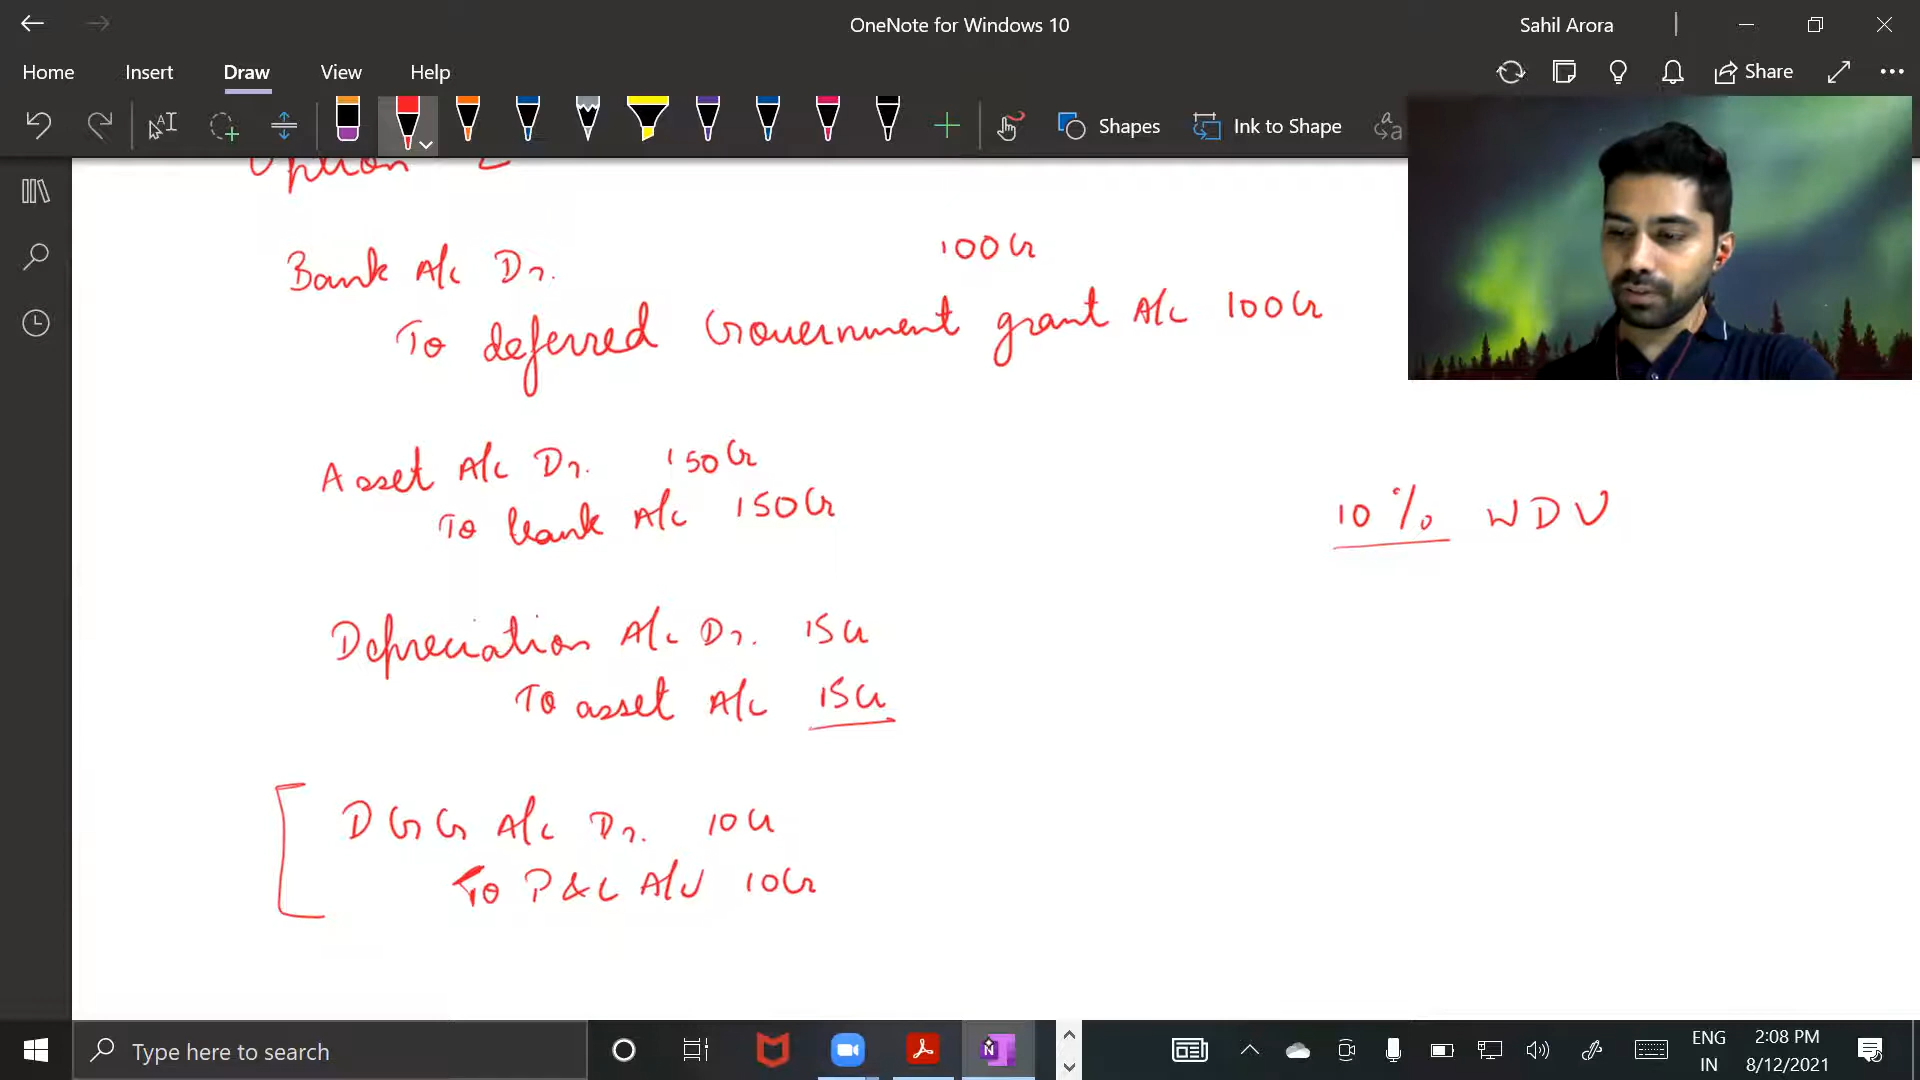 OneNote for Windows 10
Sahil Arora
Home
Insert
Draw
View
Help
Share
Shapes
Ink to Shape
Option 2
Bank A/c Dr. 100Cr
To deferred Government grant A/c 100Cr
Asset A/c Dr. 150Cr
To bank A/c 150Cr
10% WDV
Depreciation A/c Dr. 15Cr
To asset A/c 15Cr
DGG A/c Dr. 10Cr
To P&L A/c 10Cr
Type here to search
ENG
IN
2:08 PM
8/12/2021